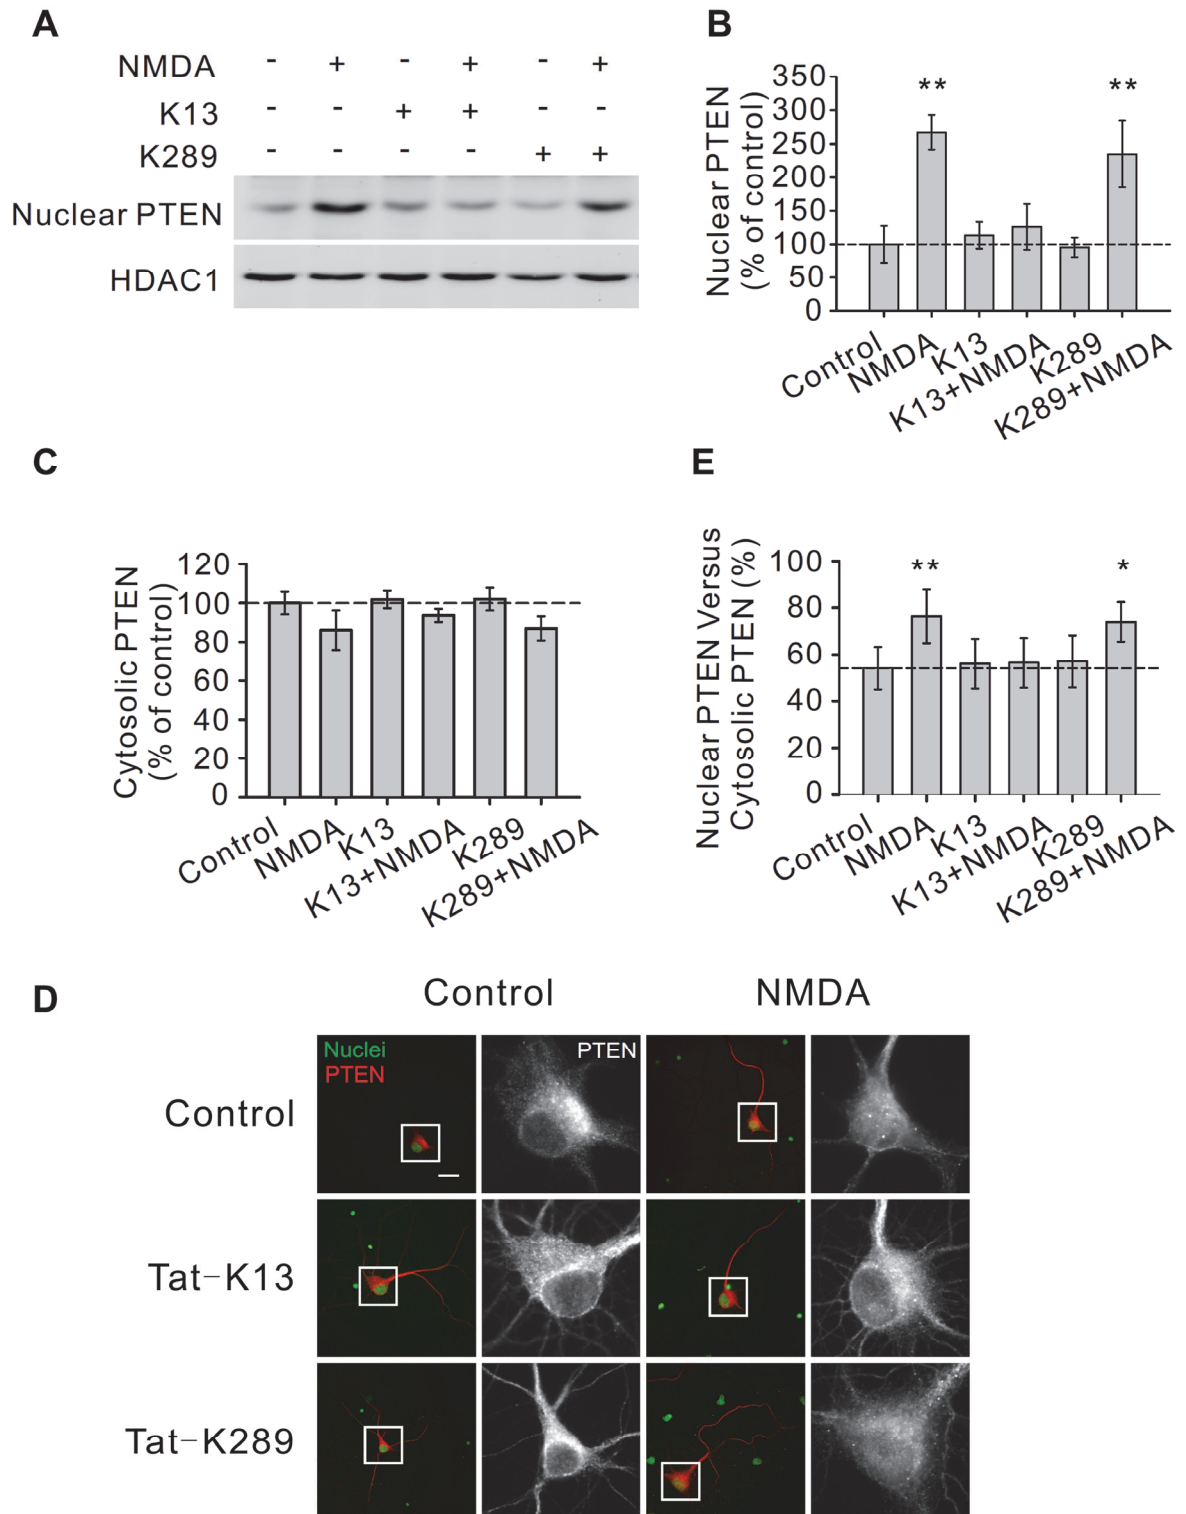 A
NMDA - + - + - +
K13 - - + + - -
K289 - - - - + +
Nuclear PTEN
HDAC1
B
Nuclear PTEN
(% of control)
350
300
250
200
150
100
50
0
** **
Control
NMDA
K13
K13+NMDA
K289
K289+NMDA
C
Cytosolic PTEN
(% of control)
120
100
80
60
40
20
0
Control
NMDA
K13
K13+NMDA
K289
K289+NMDA
E
Nuclear PTEN Versus
Cytosolic PTEN (%)
100
80
60
40
20
0
** *
Control
NMDA
K13
K13+NMDA
K289
K289+NMDA
D
Control NMDA
Nuclei
PTEN
PTEN
Control
Tat-K13
Tat-K289